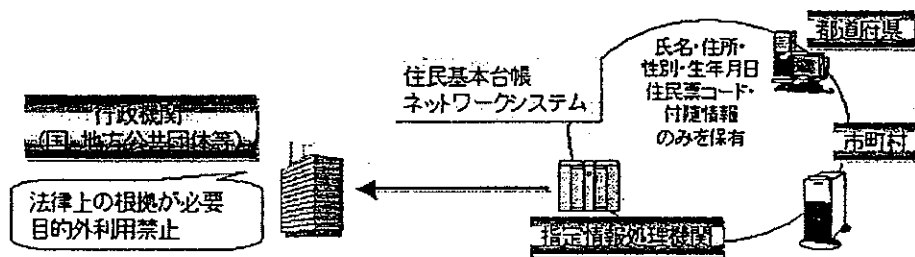 都道府県
氏名・住所・
性別・生年月日
住民票コード・
付随情報
のみを保有
住民基本台帳
ネットワークシステム
行政機関
(国、地方公共団体等)
市町村
法律上の根拠が必要
目的外利用禁止
指定情報処理機関